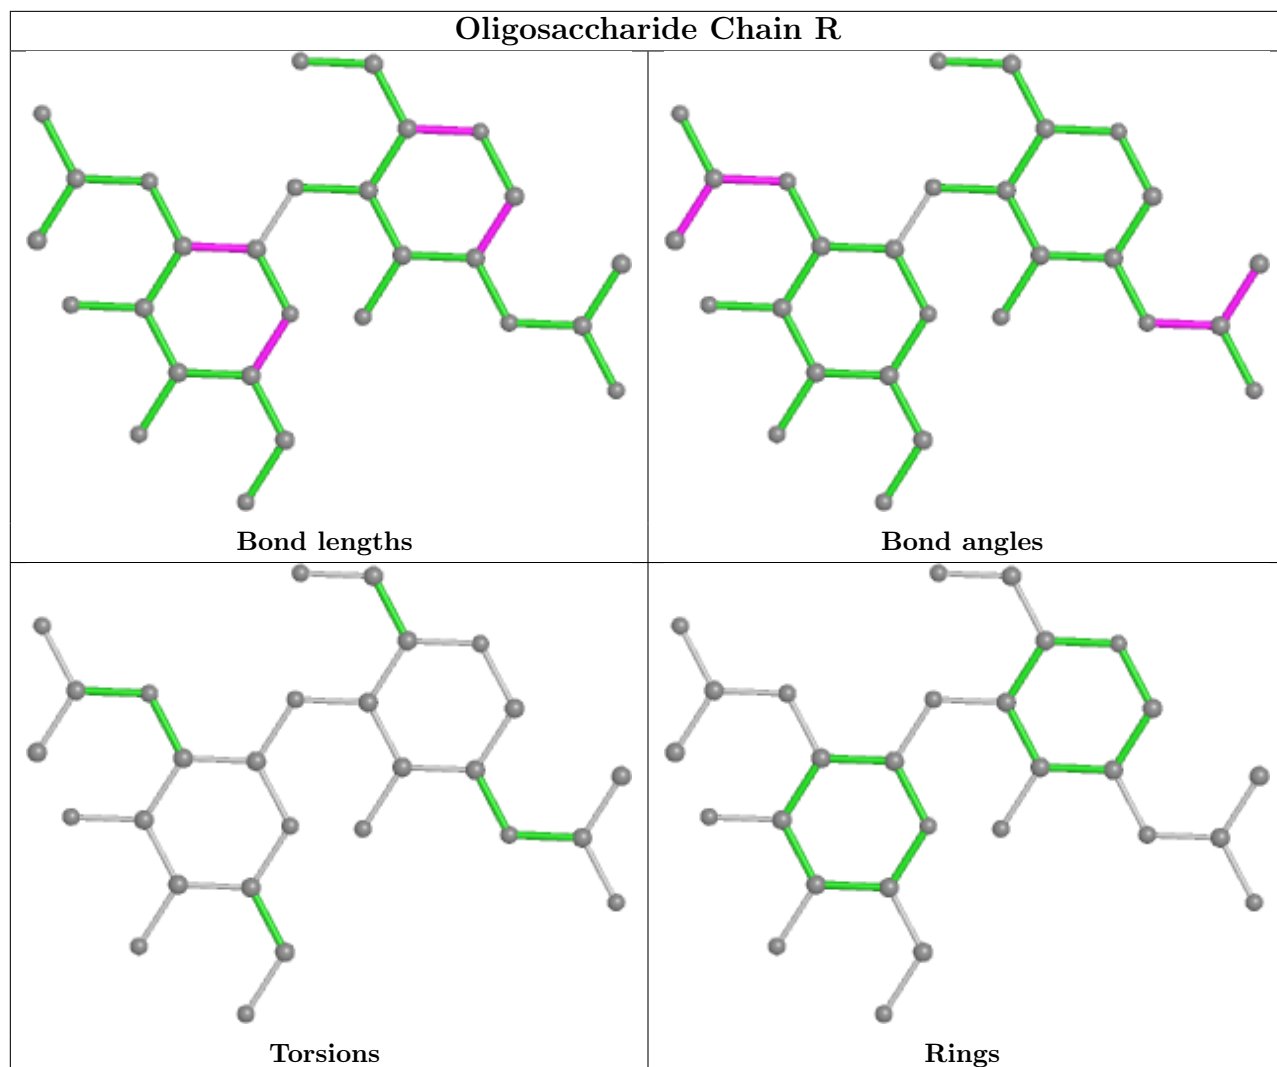 Oligosaccharide Chain R
Bond lengths
Bond angles
Torsions
Rings